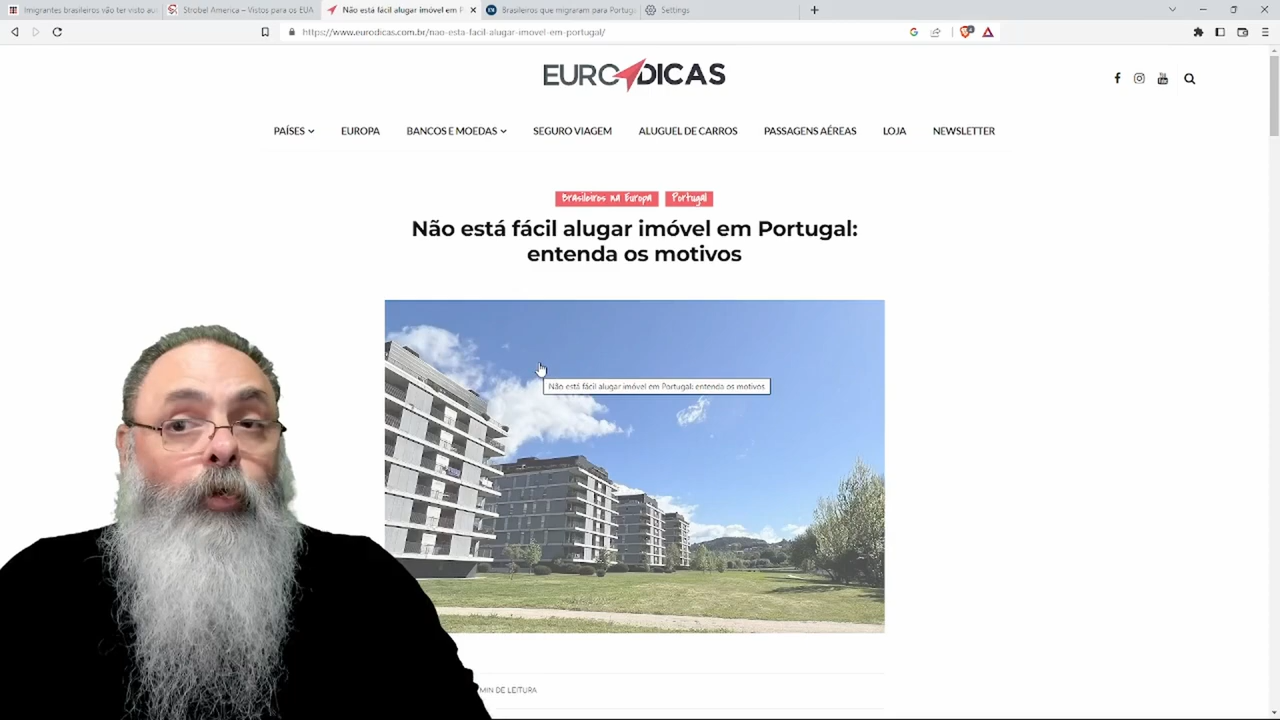 Imigrantes brasileiros vão ter visto au
Strobel America – Vistos para os EUA
Não está fácil alugar imóvel em P
Brasileiros que migraram para Portuga
Settings
https://www.eurodicas.com.br/nao-esta-facil-alugar-imovel-em-portugal/
EURODICAS
PAÍSES
EUROPA
BANCOS E MOEDAS
SEGURO VIAGEM
ALUGUEL DE CARROS
PASSAGENS AÉREAS
LOJA
NEWSLETTER
Brasileiros na Europa
Portugal
Não está fácil alugar imóvel em Portugal:
entenda os motivos
Não está fácil alugar imóvel em Portugal: entenda os motivos
MIN DE LEITURA